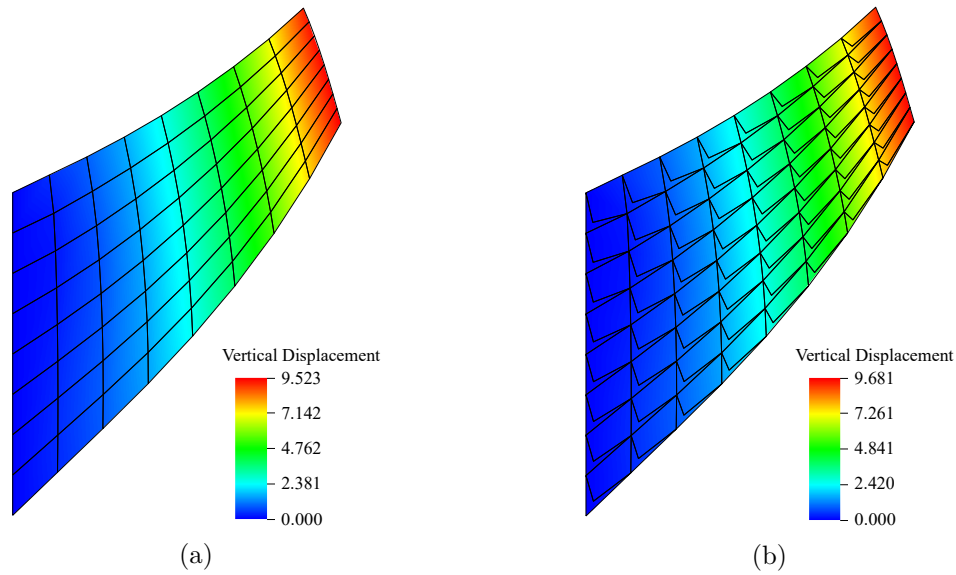 Vertical Displacement
9.523
7.142
4.762
2.381
0.000
(a)
Vertical Displacement
9.681
7.261
4.841
2.420
0.000
(b)